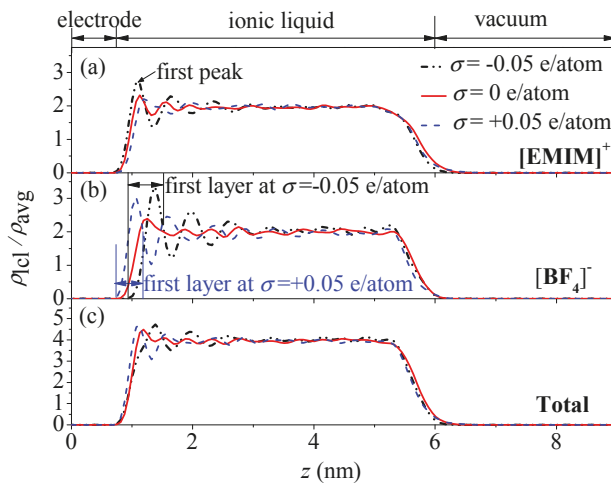 electrode ionic liquid vacuum
(a) first peak σ= -0.05 e/atom
σ= 0 e/atom
σ= +0.05 e/atom
[EMIM]⁺
3
2
1
0
(b) first layer at σ=-0.05 e/atom
[BF₄]⁻
first layer at σ=+0.05 e/atom
3
2
1
0
(c)
Total
5
4
3
2
1
0
ρlcl /ρavg
0 2 4 6 8
z (nm)